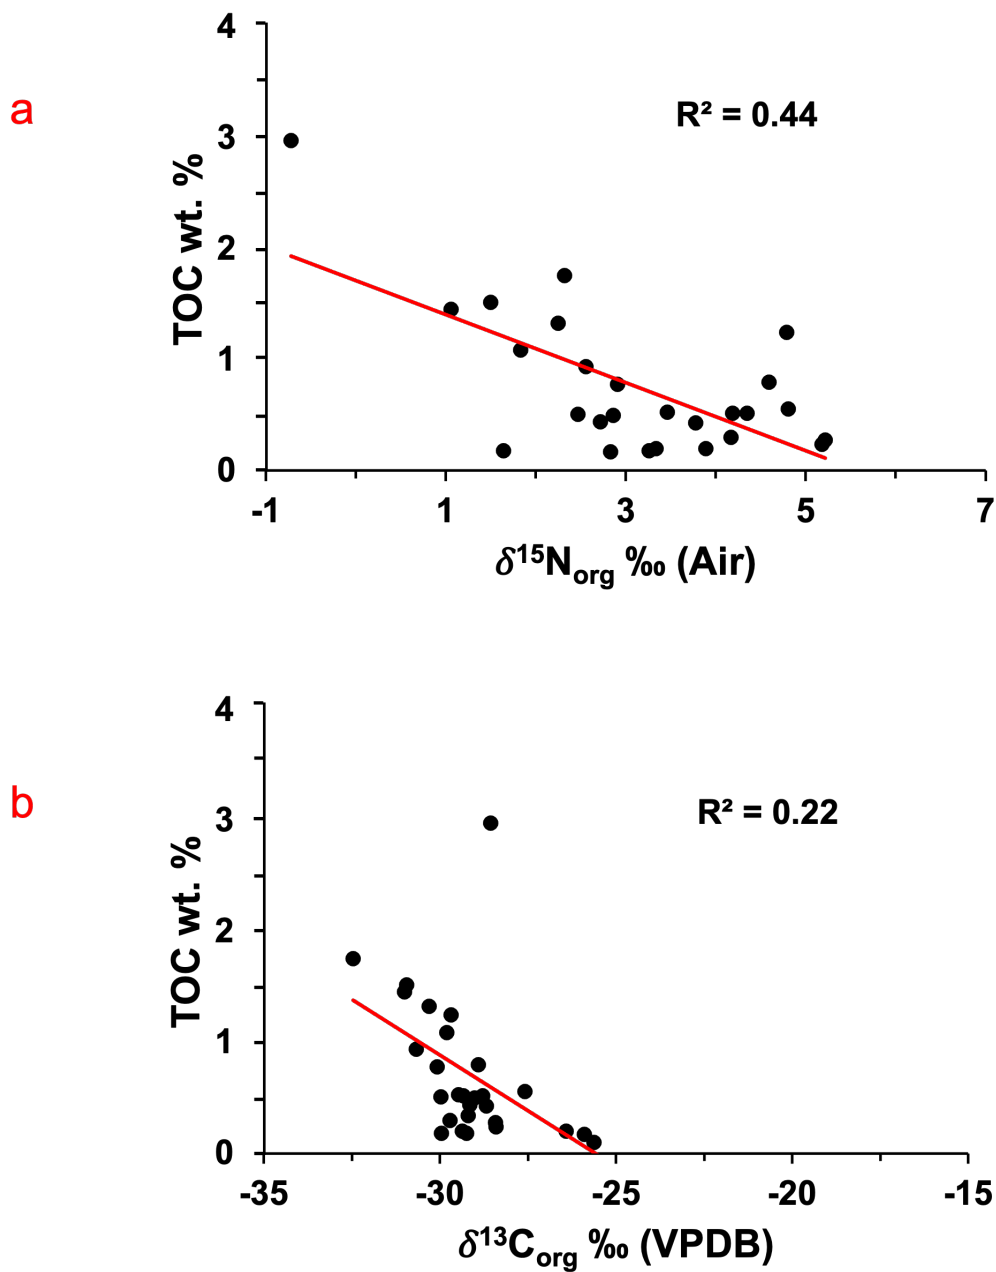 a
4
3
2
1
0
TOC wt. %
R² = 0.44
-1 1 3 5 7
δ¹⁵Norg ‰ (Air)
b
4
3
2
1
0
TOC wt. %
R² = 0.22
-35 -30 -25 -20 -15
δ¹³Corg ‰ (VPDB)